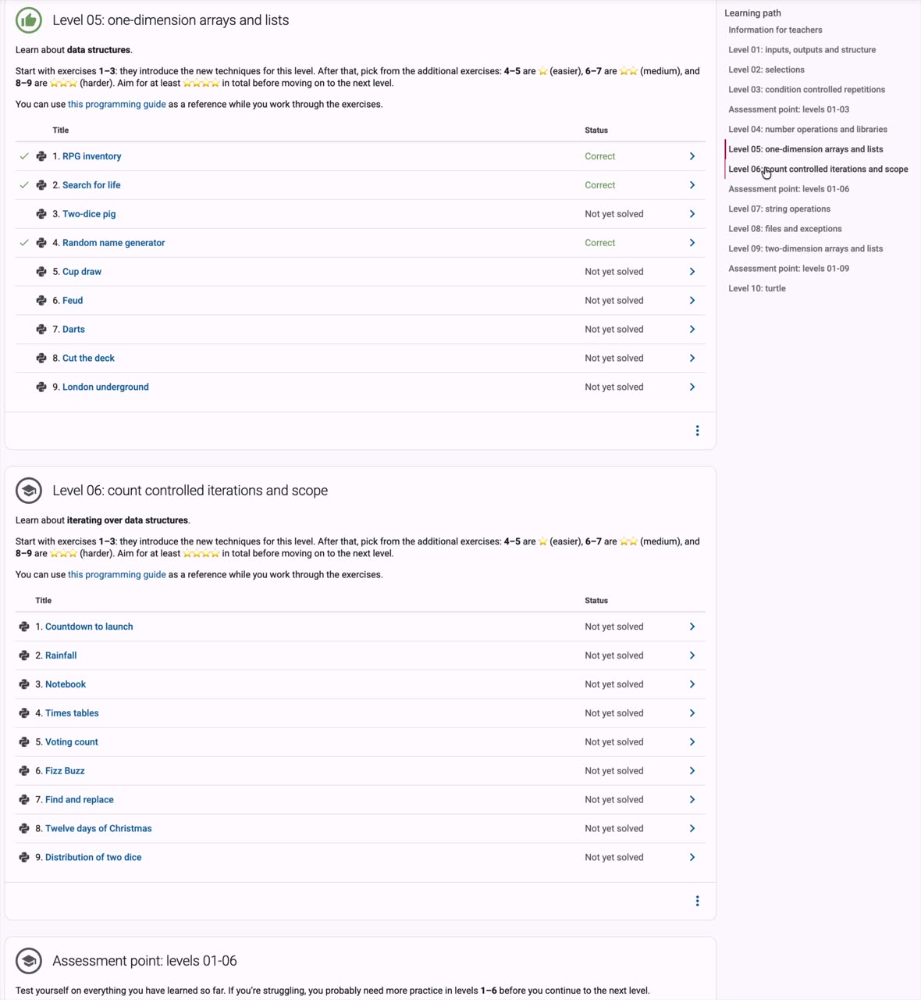 Level 05: one-dimension arrays and lists
Learn about data structures.
Start with exercises 1–3: they introduce the new techniques for this level. After that, pick from the additional exercises: 4–5 are ⭐ (easier), 6–7 are ⭐⭐ (medium), and
8–9 are ⭐⭐⭐ (harder). Aim for at least ⭐⭐⭐⭐ in total before moving on to the next level.
You can use this programming guide as a reference while you work through the exercises.
Title Status
1. RPG inventory Correct
2. Search for life Correct
3. Two-dice pig Not yet solved
4. Random name generator Correct
5. Cup draw Not yet solved
6. Feud Not yet solved
7. Darts Not yet solved
8. Cut the deck Not yet solved
9. London underground Not yet solved
Level 06: count controlled iterations and scope
Learn about iterating over data structures.
Start with exercises 1–3: they introduce the new techniques for this level. After that, pick from the additional exercises: 4–5 are ⭐ (easier), 6–7 are ⭐⭐ (medium), and
8–9 are ⭐⭐⭐ (harder). Aim for at least ⭐⭐⭐⭐ in total before moving on to the next level.
You can use this programming guide as a reference while you work through the exercises.
Title Status
1. Countdown to launch Not yet solved
2. Rainfall Not yet solved
3. Notebook Not yet solved
4. Times tables Not yet solved
5. Voting count Not yet solved
6. Fizz Buzz Not yet solved
7. Find and replace Not yet solved
8. Twelve days of Christmas Not yet solved
9. Distribution of two dice Not yet solved
Assessment point: levels 01-06
Test yourself on everything you have learned so far. If you're struggling, you probably need more practice in levels 1–6 before you continue to the next level.
Learning path
Information for teachers
Level 01: inputs, outputs and structure
Level 02: selections
Level 03: condition controlled repetitions
Assessment point: levels 01-03
Level 04: number operations and libraries
Level 05: one-dimension arrays and lists
Level 06: count controlled iterations and scope
Assessment point: levels 01-06
Level 07: string operations
Level 08: files and exceptions
Level 09: two-dimension arrays and lists
Assessment point: levels 01-09
Level 10: turtle